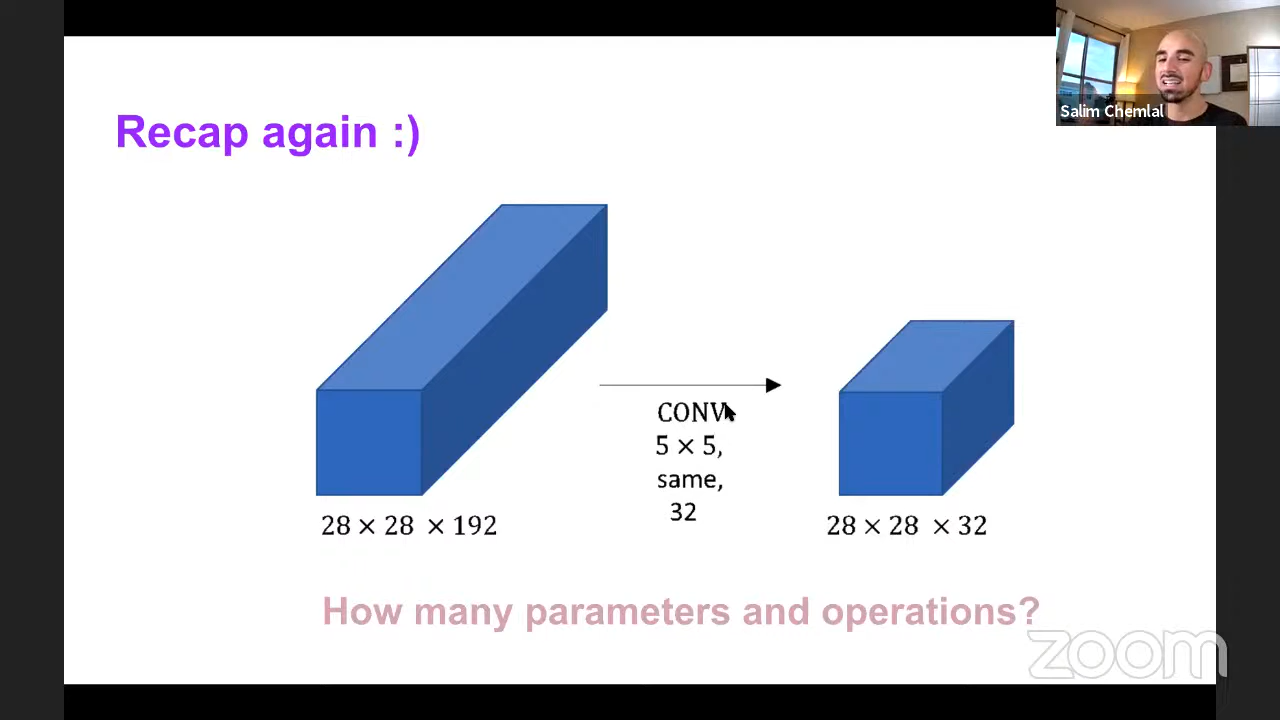 Salim Chemlal
Recap again :)
CONV
5 × 5,
same,
32
28 × 28 × 192
28 × 28 × 32
How many parameters and operations?
zoom